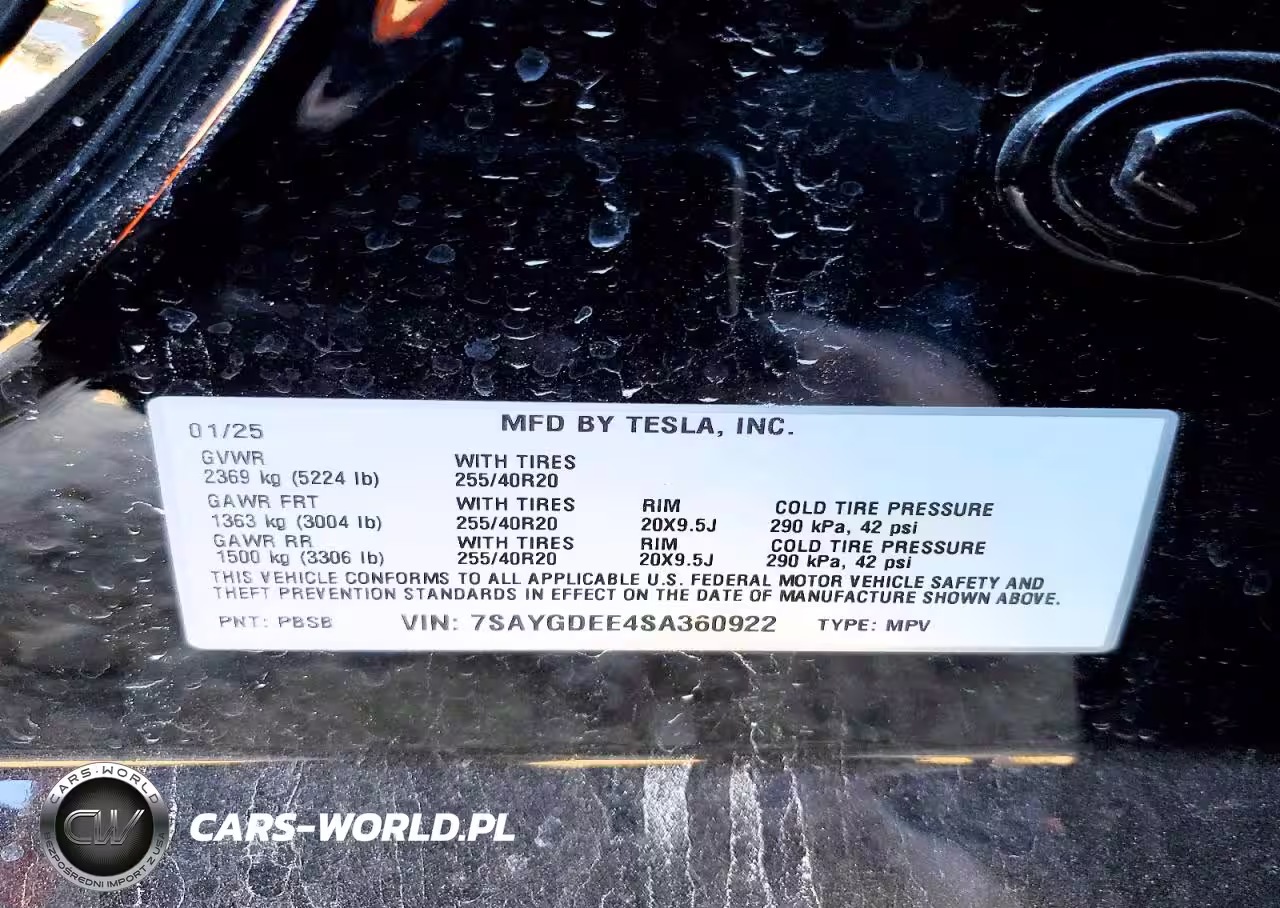 01/25 MFD BY TESLA, INC.
GVWR WITH TIRES
2369 kg (5224 lb) 255/40R20
GAWR FRT WITH TIRES RIM COLD TIRE PRESSURE
1363 kg (3004 lb) 255/40R20 20X9.5J 290 kPa, 42 psi
GAWR RR WITH TIRES RIM COLD TIRE PRESSURE
1500 kg (3306 lb) 255/40R20 20X9.5J 290 kPa, 42 psi
THIS VEHICLE CONFORMS TO ALL APPLICABLE U.S. FEDERAL MOTOR VEHICLE SAFETY AND
THEFT PREVENTION STANDARDS IN EFFECT ON THE DATE OF MANUFACTURE SHOWN ABOVE.
PNT: PBSB VIN: 7SAYGDEE4SA360922 TYPE: MPV
CARS-WORLD
CW
BEZPOŚREDNI IMPORT Z USA
CARS-WORLD.PL